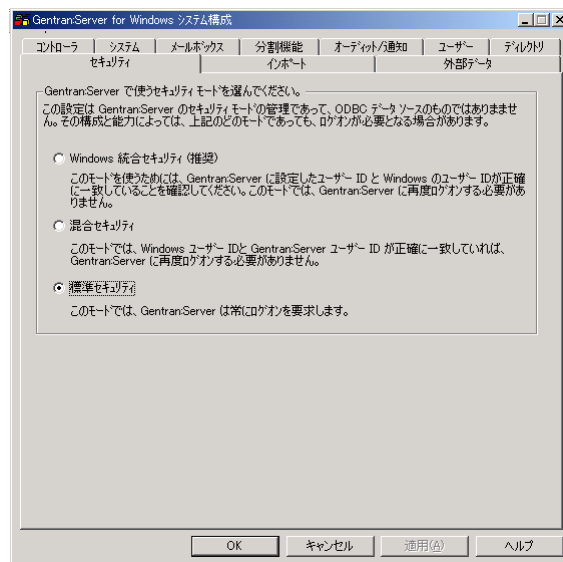 Gentran:Server for Windows システム構成
コントローラ システム メールボックス 分割機能 オーディット/通知 ユーザー ディレクトリ
セキュリティ インポート 外部データ
Gentran:Server で使うセキュリティ モードを選んでください。
この設定は Gentran:Server のセキュリティ モードの管理であって、ODBC データ ソースのものではありませ
ん。その構成と能力によっては、上記のどのモードであっても、ログオンが必要となる場合があります。
Windows 統合セキュリティ (推奨)
このモードを使うためには、Gentran:Server に設定したユーザー ID と Windows のユーザー IDが正確
に一致していることを確認してください。このモードでは、Gentran:Server に再度ログオンする必要があ
りません。
混合セキュリティ
このモードでは、Windows ユーザー IDと Gentran:Server ユーザー ID が正確に一致していれば、
Gentran:Server に再度ログオンする必要がありません。
標準セキュリティ
このモードでは、Gentran:Server は常にログオンを要求します。
OK キャンセル 適用(A) ヘルプ